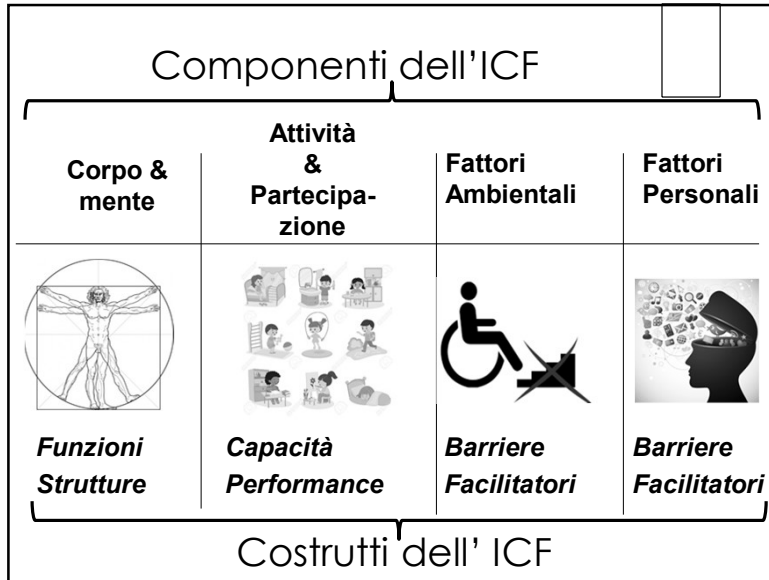 Componenti dell'ICF
Corpo &
mente
Attività
&
Partecipa-
zione
Fattori
Ambientali
Fattori
Personali
Funzioni
Strutture
Capacità
Performance
Barriere
Facilitatori
Barriere
Facilitatori
Costrutti dell' ICF